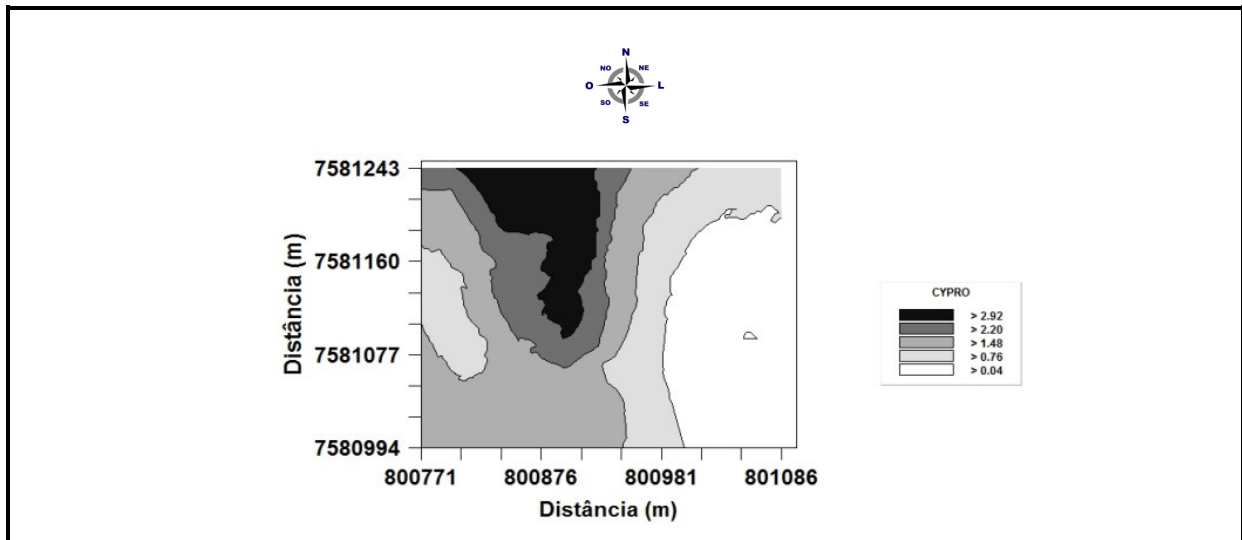 N
NO NE
O L
SO SE
S
7581243
7581160
7581077
7580994
Distância (m)
800771 800876 800981 801086
Distância (m)
CYPRO
> 2.92
> 2.20
> 1.48
> 0.76
> 0.04